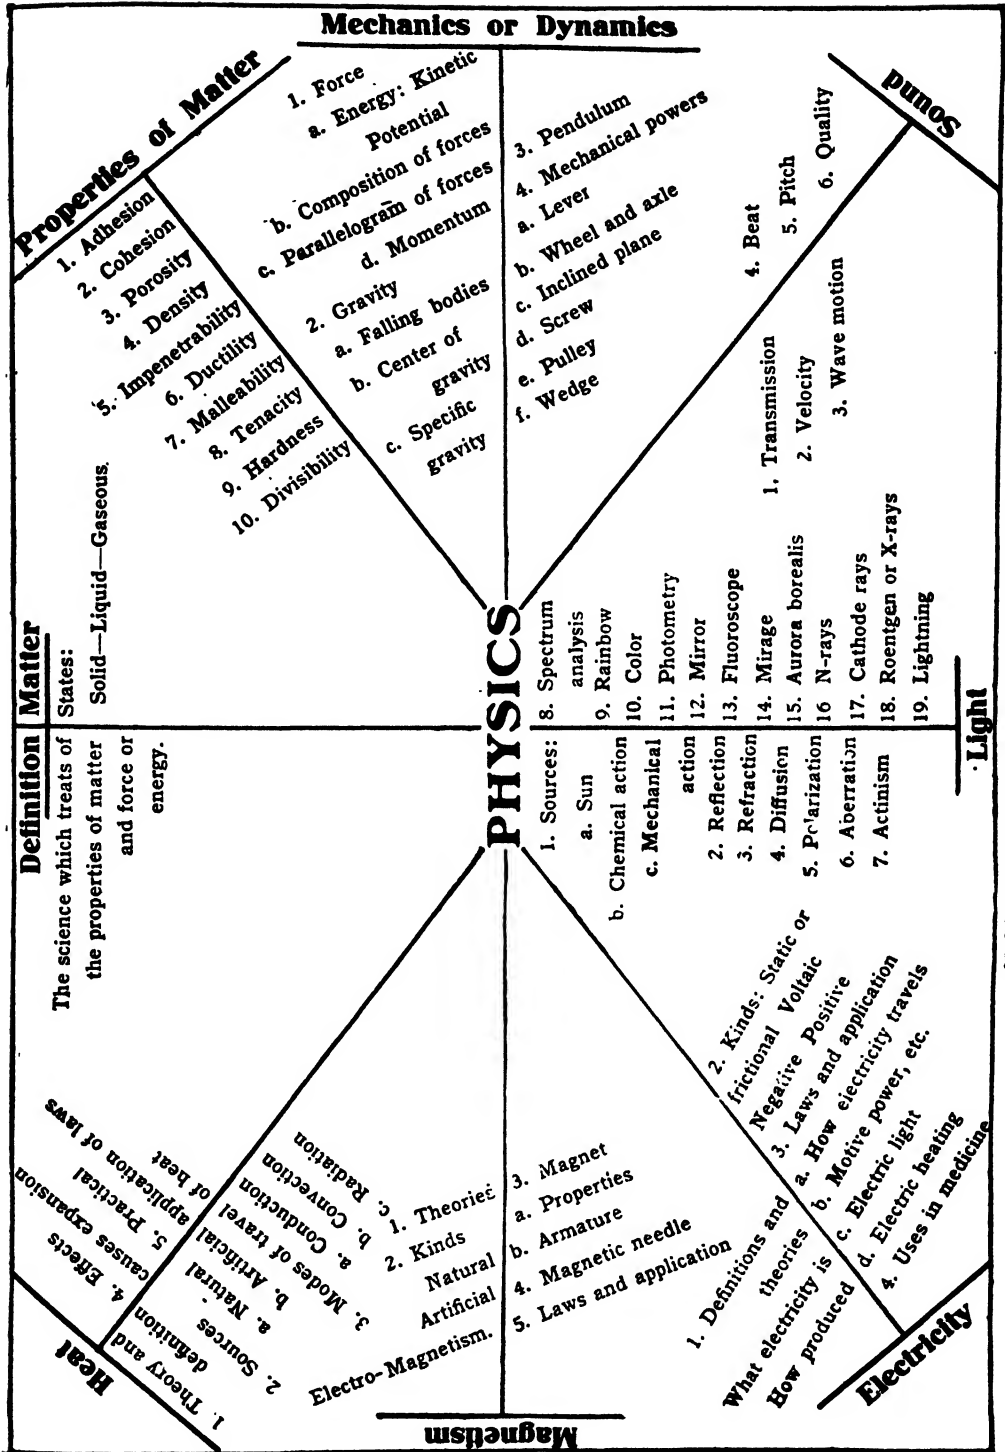 PHYSICS
Definition
The science which treats of
the properties of matter
and force or
energy.
Matter
States:
Solid—Liquid—Gaseous.
Properties of Matter
1. Adhesion
2. Cohesion
3. Porosity
4. Density
5. Impenetrability
6. Ductility
7. Malleability
8. Tenacity
9. Hardness
10. Divisibility
Mechanics or Dynamics
1. Force
a. Energy: Kinetic
Potential
b. Composition of forces
c. Parallelogram of forces
d. Momentum
2. Gravity
a. Falling bodies
b. Center of
gravity
c. Specific
gravity
3. Pendulum
4. Mechanical powers
a. Lever
b. Wheel and axle
c. Inclined plane
d. Screw
e. Pulley
f. Wedge
Sound
1. Transmission
2. Velocity
3. Wave motion
4. Beat
5. Pitch
6. Quality
Light
1. Sources:
a. Sun
b. Chemical action
c. Mechanical
action
2. Reflection
3. Refraction
4. Diffusion
5. Polarization
6. Aberration
7. Actinism
8. Spectrum
analysis
9. Rainbow
10. Color
11. Photometry
12. Mirror
13. Fluoroscope
14. Mirage
15. Aurora borealis
16 N-rays
17. Cathode rays
18. Roentgen or X-rays
19. Lightning
Electricity
1. Definitions and
theories
What electricity is
How produced
2. Kinds: Static or
frictional Voltaic
Negative Positive
3. Laws and application
a. How electricity travels
b. Motive power, etc.
c. Electric light
d. Electric heating
4. Uses in medicine
Magnetism
1. Theories
2. Kinds
Natural
Artificial
Electro-Magnetism.
3. Magnet
a. Properties
b. Armature
4. Magnetic needle
5. Laws and application
Heat
1. Theory and
definition
2. Sources
a. Natural
b. Artificial
3. Modes of travel
a. Conduction
b. Convection
c. Radiation
4. Effects
causes expansion
5. Practical
application of laws
of heat